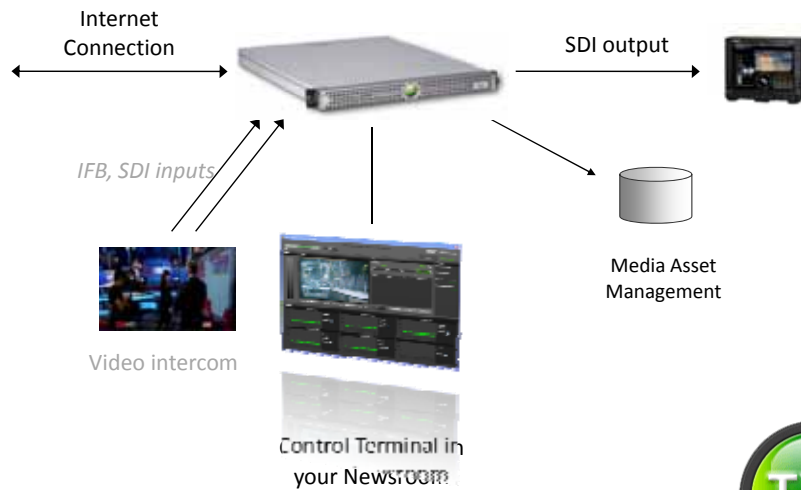 Internet
Connection
SDI output
IFB, SDI inputs
Media Asset
Management
Video intercom
Control Terminal in
your Newsroom